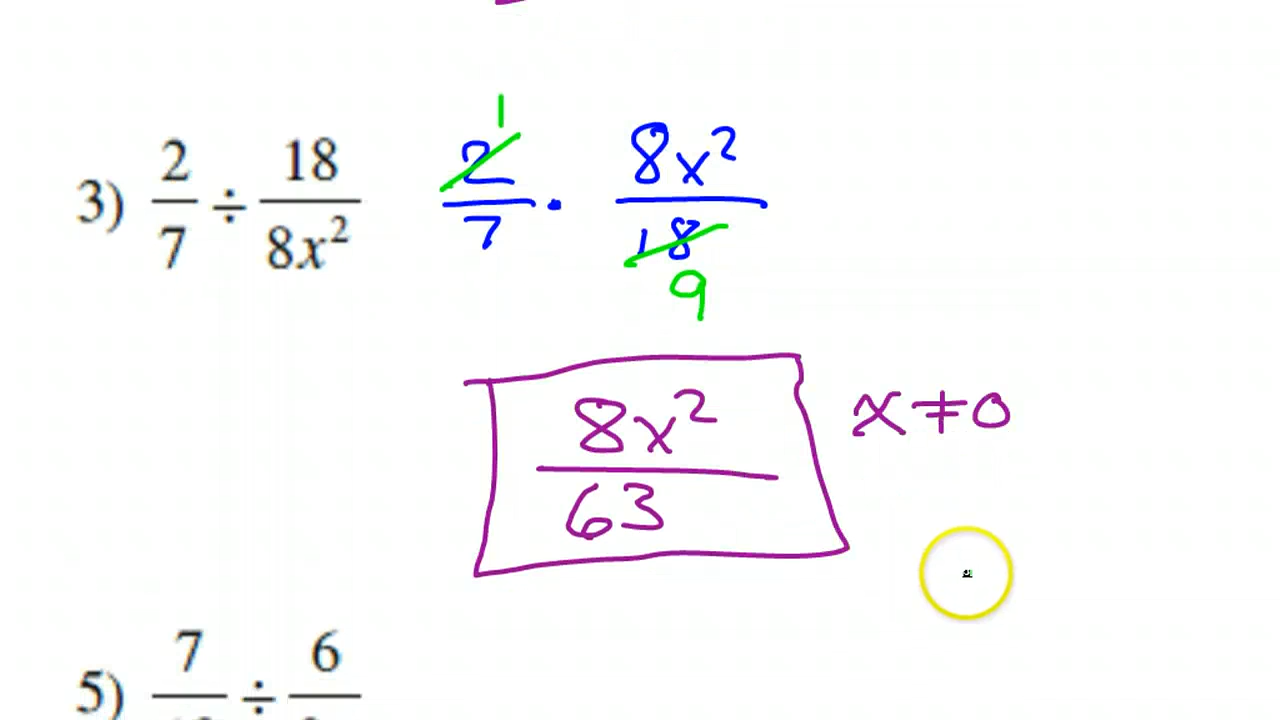 3) 2/7 ÷ 18/8x² 2/7 · 8x²/18
1
9
8x²/63 x≠0
5) 7 ÷ 6